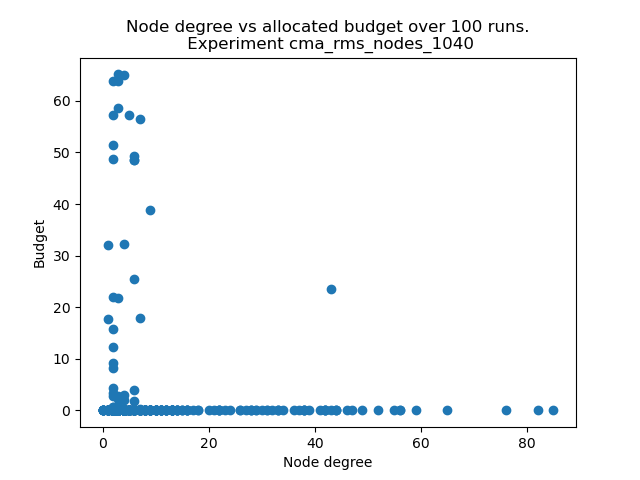 Node degree vs allocated budget over 100 runs.
Experiment cma_rms_nodes_1040
60
50
40
30
20
10
0
Budget
0 20 40 60 80
Node degree